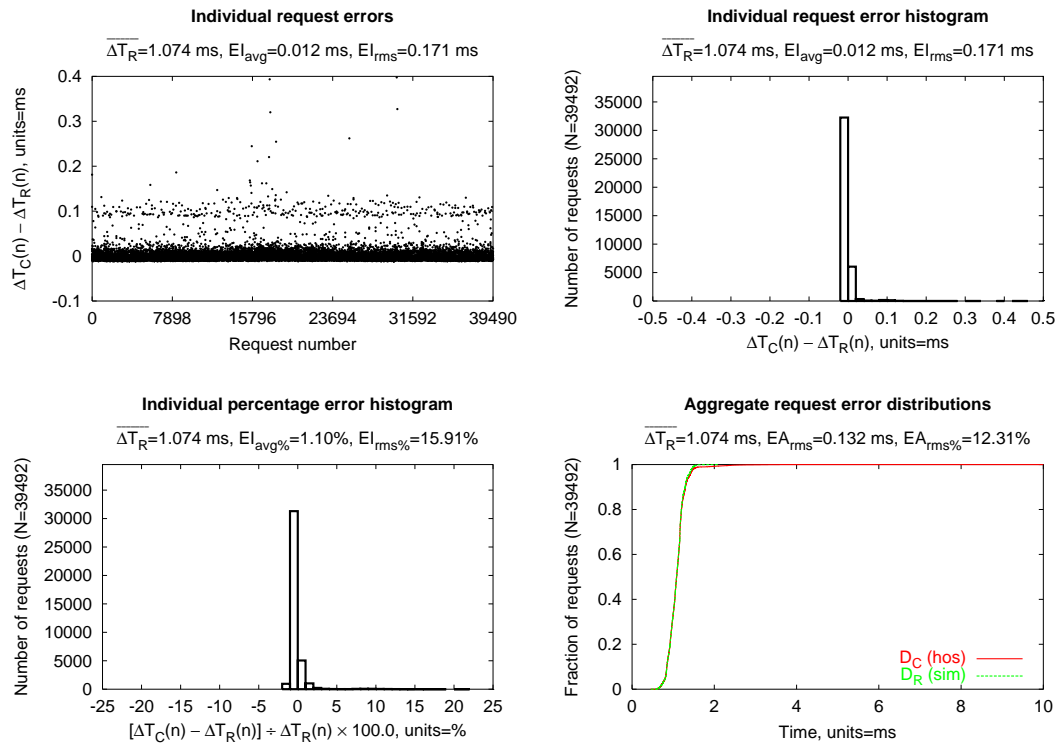 Individual request errors
ΔT_R=1.074 ms, EI_avg=0.012 ms, EI_rms=0.171 ms
ΔT_C(n) − ΔT_R(n), units=ms
0.4
0.3
0.2
0.1
0
-0.1
0 7898 15796 23694 31592 39490
Request number
Individual request error histogram
ΔT_R=1.074 ms, EI_avg=0.012 ms, EI_rms=0.171 ms
Number of requests (N=39492)
35000
30000
25000
20000
15000
10000
5000
0
-0.5 -0.4 -0.3 -0.2 -0.1 0 0.1 0.2 0.3 0.4 0.5
ΔT_C(n) − ΔT_R(n), units=ms
Individual percentage error histogram
ΔT_R=1.074 ms, EI_avg%=1.10%, EI_rms%=15.91%
Number of requests (N=39492)
35000
30000
25000
20000
15000
10000
5000
0
-25 -20 -15 -10 -5 0 5 10 15 20 25
[ΔT_C(n) − ΔT_R(n)] ÷ ΔT_R(n) × 100.0, units=%
Aggregate request error distributions
ΔT_R=1.074 ms, EA_rms=0.132 ms, EA_rms%=12.31%
Fraction of requests (N=39492)
1
0.8
0.6
0.4
0.2
0
D_C (hos)
D_R (sim)
0 2 4 6 8 10
Time, units=ms